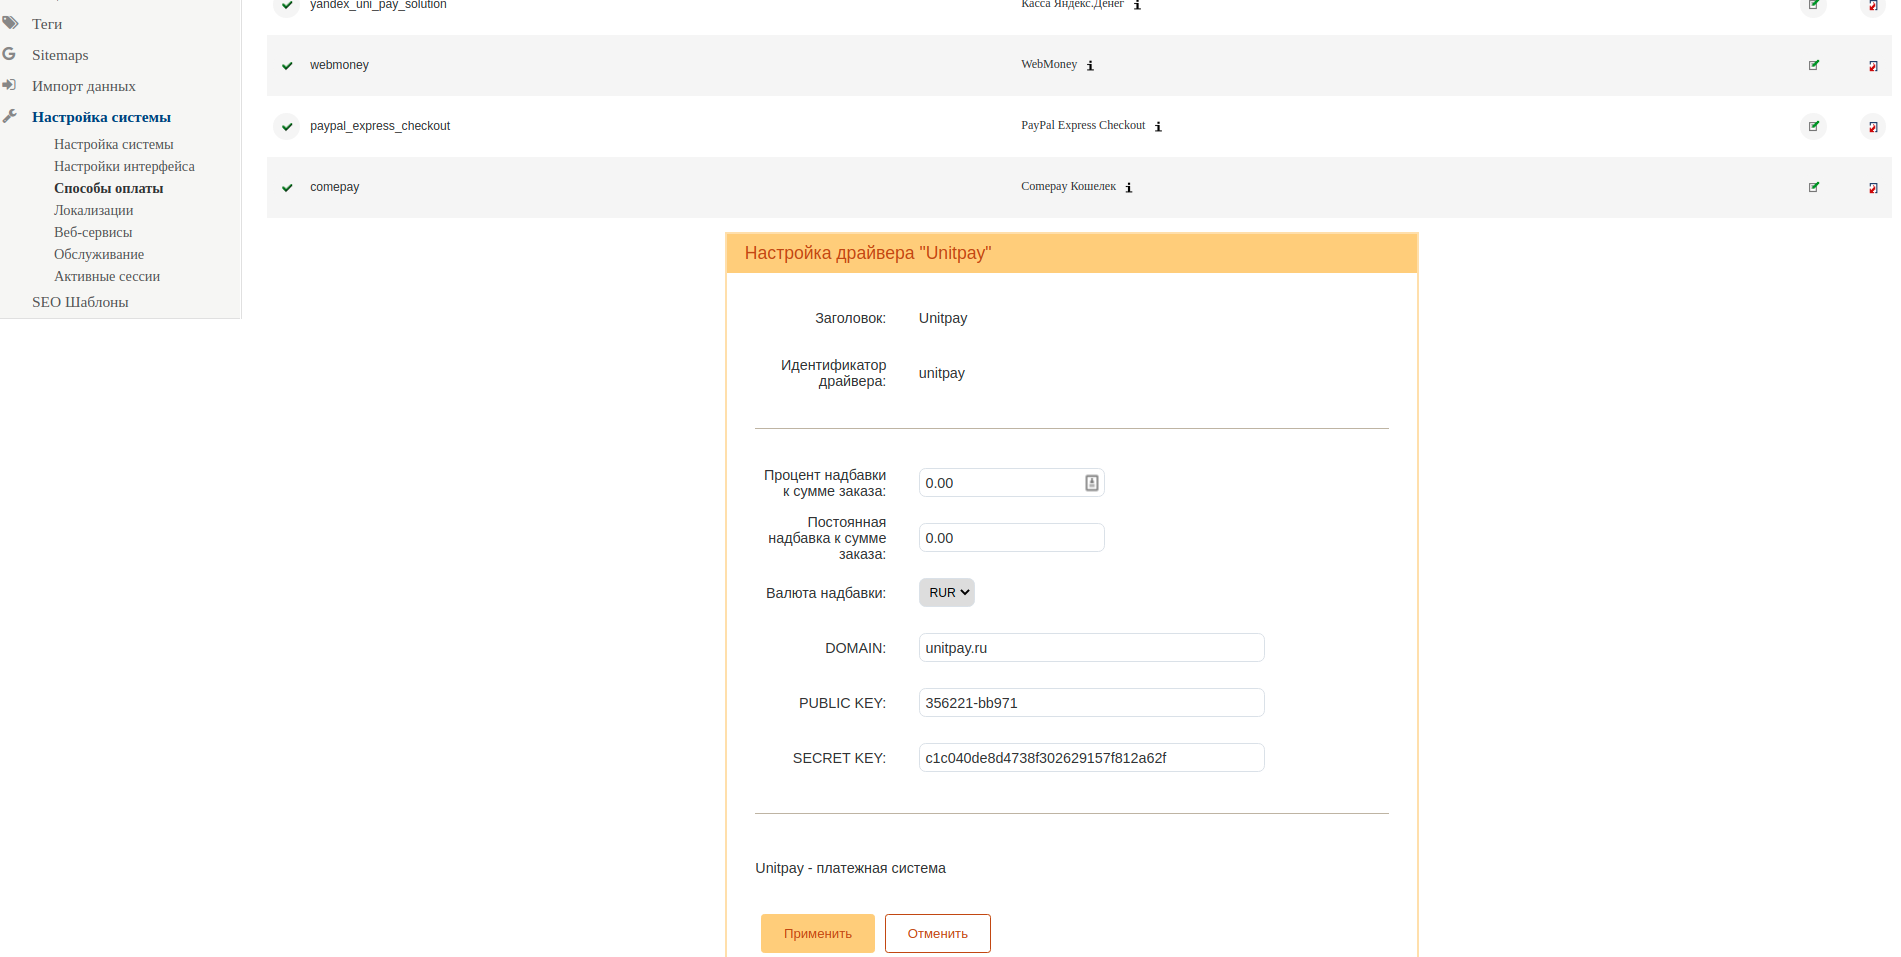 yandex_uni_pay_solution
Касса Яндекс.Денег
Теги
Sitemaps
Импорт данных
Настройка системы
Настройка системы
Настройки интерфейса
Способы оплаты
Локализации
Веб-сервисы
Обслуживание
Активные сессии
SEO Шаблоны
webmoney
WebMoney
paypal_express_checkout
PayPal Express Checkout
comepay
Comepay Кошелек
Настройка драйвера "Unitpay"
Заголовок: Unitpay
Идентификатор
драйвера: unitpay
Процент надбавки
к сумме заказа: 0.00
Постоянная
надбавка к сумме
заказа: 0.00
Валюта надбавки: RUR
DOMAIN: unitpay.ru
PUBLIC KEY: 356221-bb971
SECRET KEY: c1c040de8d4738f302629157f812a62f
Unitpay - платежная система
Применить Отменить